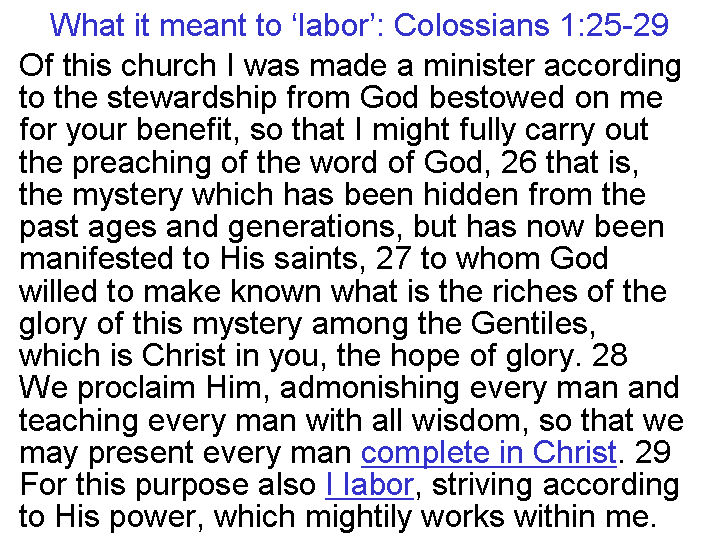 What it meant to ‘labor’: Colossians 1:25-29
Of this church I was made a minister according
to the stewardship from God bestowed on me
for your benefit, so that I might fully carry out
the preaching of the word of God, 26 that is,
the mystery which has been hidden from the
past ages and generations, but has now been
manifested to His saints, 27 to whom God
willed to make known what is the riches of the
glory of this mystery among the Gentiles,
which is Christ in you, the hope of glory. 28
We proclaim Him, admonishing every man and
teaching every man with all wisdom, so that we
may present every man complete in Christ. 29
For this purpose also I labor, striving according
to His power, which mightily works within me.